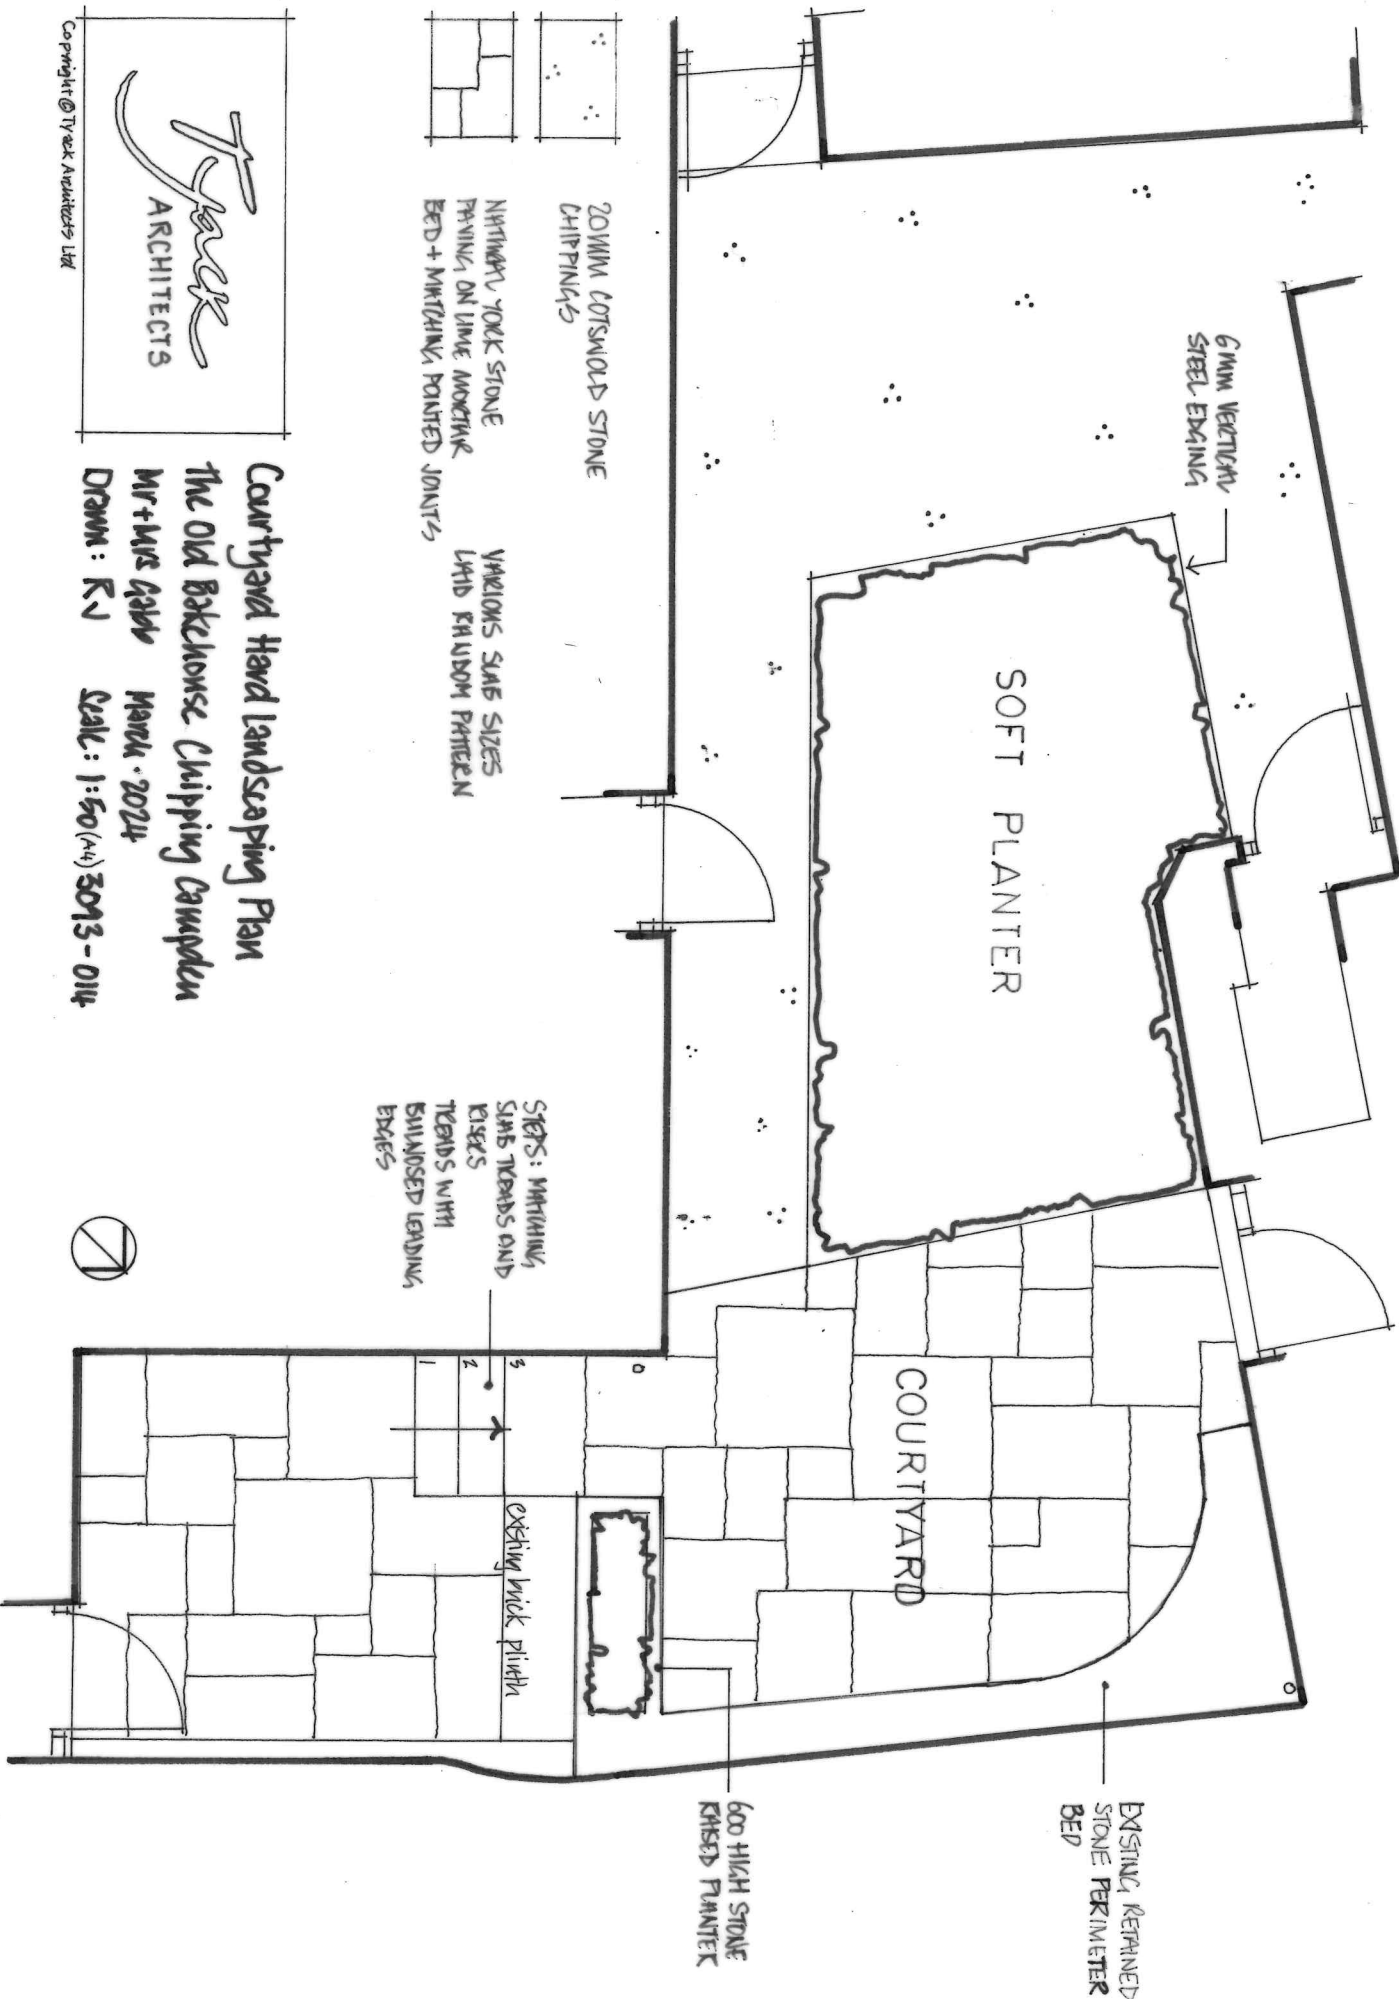 6MM VERTICAL
STEEL EDGING
SOFT PLANTER
COURTYARD
EXISTING RETAINED
STONE PERIMETER
BED
600 HIGH STONE
RAISED PLANTER
existing brick plinth
0
3
2
1
0
STEPS: MATCHING
SLAB TREADS AND
RISERS
TREADS WITH
BULLNOSED LEADING
EDGES
20MM COTSWOLD STONE
CHIPPINGS
NATURAL YORK STONE
PAVING ON LIME MORTAR
BED + MATCHING POINTED JOINTS
VARIOUS SLAB SIZES
LAID RANDOM PATTERN
Tyack
ARCHITECTS
Copyright © Tyack Architects Ltd
Courtyard Hard Landscaping Plan
The Old Bakehouse Chipping Campden
Mr+Mrs Gabb March · 2024
Drawn: RJ Scale: 1:50(A4) 3093-0114